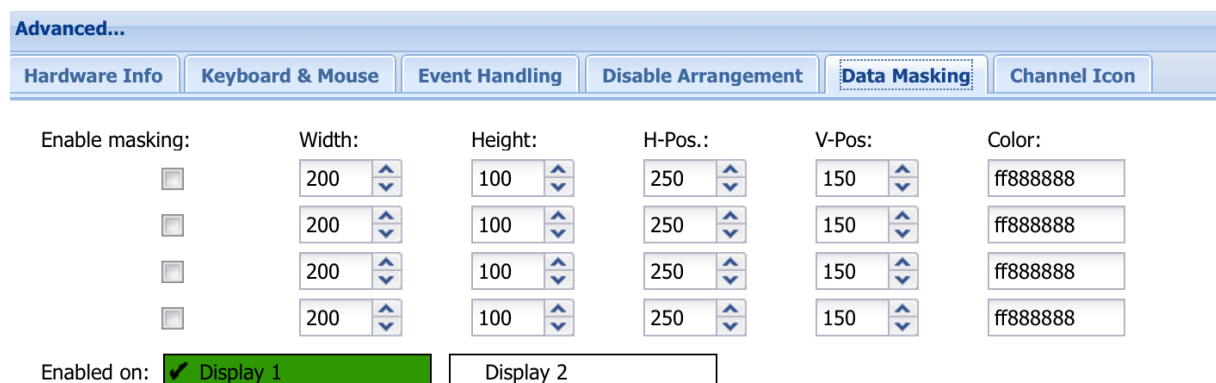 Advanced...
Hardware Info Keyboard & Mouse Event Handling Disable Arrangement Data Masking Channel Icon
Enable masking: Width: Height: H-Pos.: V-Pos: Color:
200 100 250 150 ff888888
200 100 250 150 ff888888
200 100 250 150 ff888888
200 100 250 150 ff888888
Enabled on: ✔ Display 1 Display 2